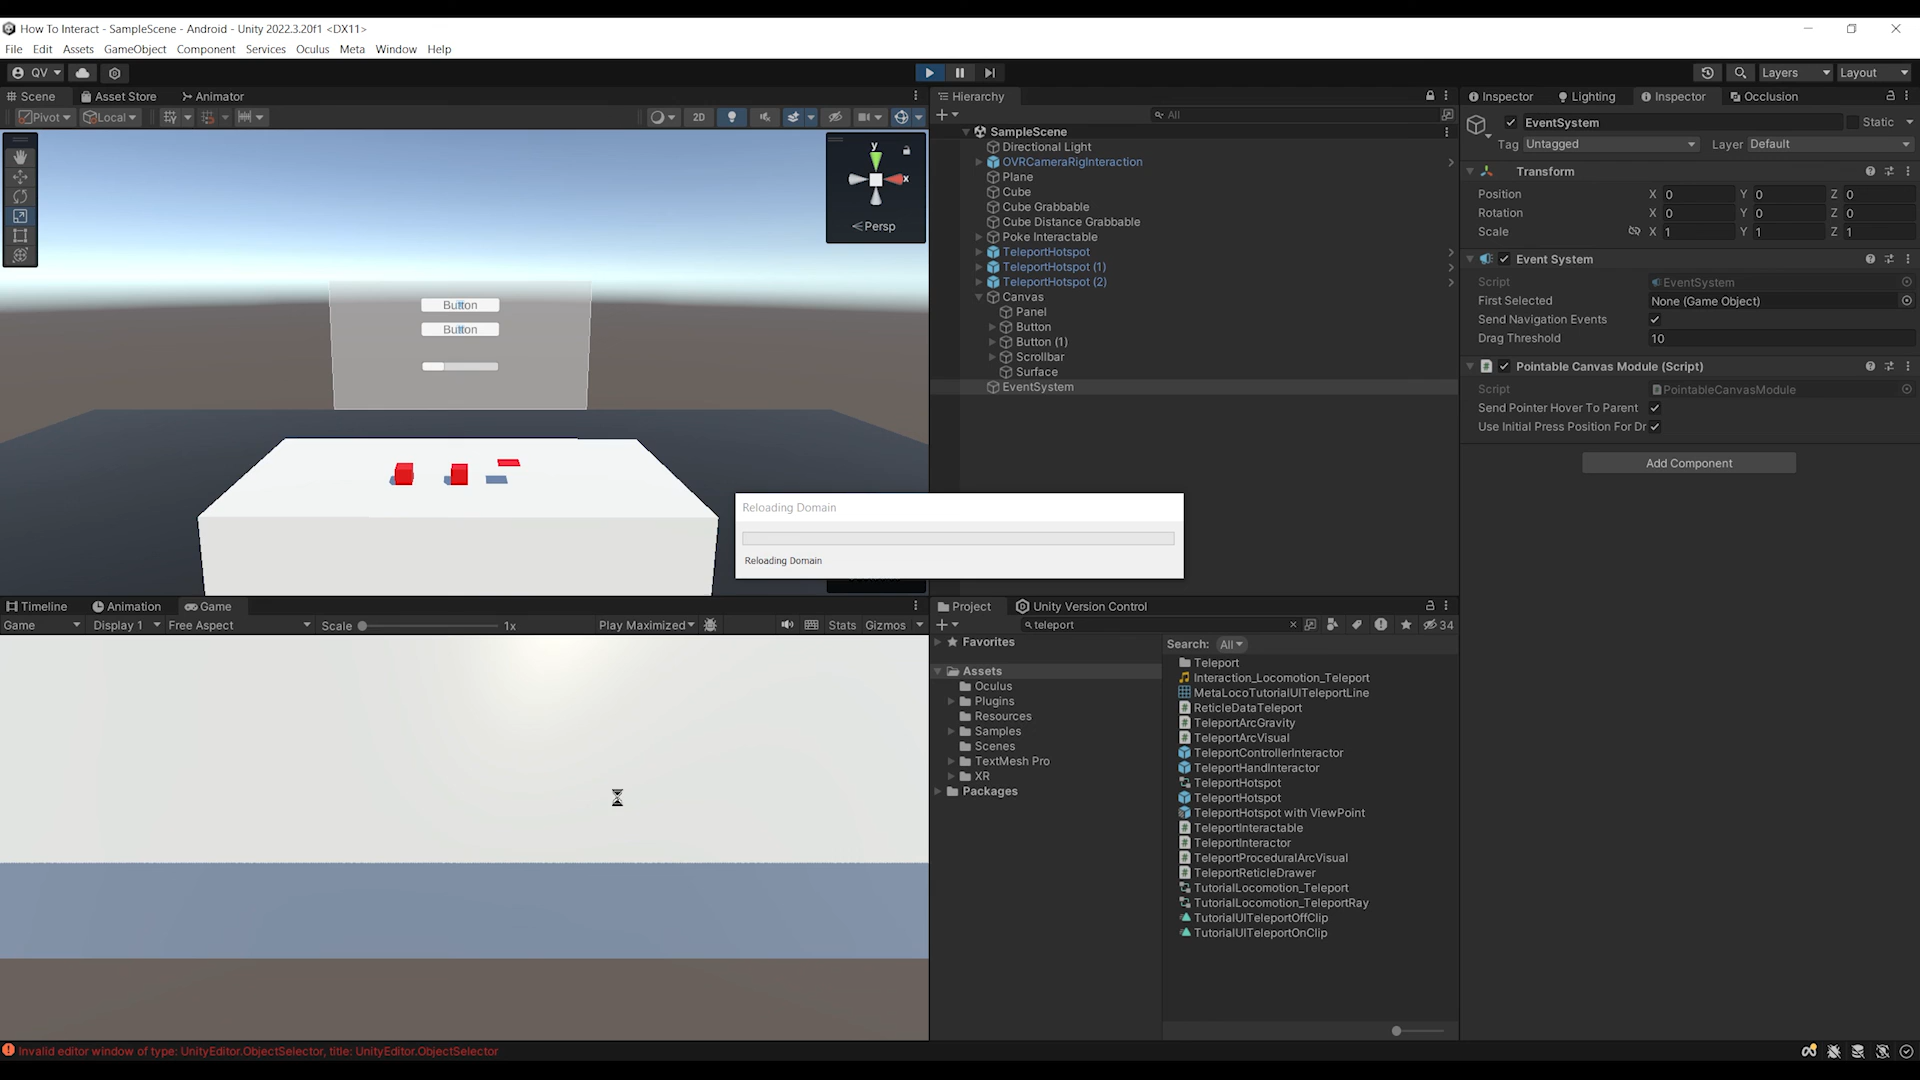 How To Interact - SampleScene - Android - Unity 2022.3.20f1 <DX11>
File Edit Assets GameObject Component Services Oculus Meta Window Help
QV
Layers Layout
Scene Asset Store Animator
Pivot Local 2D
y
x
Persp
Button
Button
Hierarchy
All
SampleScene
Directional Light
OVRCameraRigInteraction
Plane
Cube
Cube Grabbable
Cube Distance Grabbable
Poke Interactable
TeleportHotspot
TeleportHotspot (1)
TeleportHotspot (2)
Canvas
Panel
Button
Button (1)
Scrollbar
Surface
EventSystem
Inspector Lighting Inspector Occlusion
EventSystem Static
Tag Untagged Layer Default
Transform
Position X 0 Y 0 Z 0
Rotation X 0 Y 0 Z 0
Scale X 1 Y 1 Z 1
Event System
Script EventSystem
First Selected None (Game Object)
Send Navigation Events
Drag Threshold 10
Pointable Canvas Module (Script)
Script PointableCanvasModule
Send Pointer Hover To Parent
Use Initial Press Position For Dr
Add Component
Reloading Domain
Reloading Domain
Timeline Animation Game
Game Display 1 Free Aspect Scale 1x Play Maximized Stats Gizmos
Project Unity Version Control
teleport 34
Favorites
Assets
Oculus
Plugins
Resources
Samples
Scenes
TextMesh Pro
XR
Packages
Search: All
Teleport
Interaction_Locomotion_Teleport
MetaLocoTutorialUITeleportLine
ReticleDataTeleport
TeleportArcGravity
TeleportArcVisual
TeleportControllerInteractor
TeleportHandInteractor
TeleportHotspot
TeleportHotspot
TeleportHotspot with ViewPoint
TeleportInteractable
TeleportInteractor
TeleportProceduralArcVisual
TeleportReticleDrawer
TutorialLocomotion_Teleport
TutorialLocomotion_TeleportRay
TutorialUITeleportOffClip
TutorialUITeleportOnClip
Invalid editor window of type: UnityEditor.ObjectSelector, title: UnityEditor.ObjectSelector